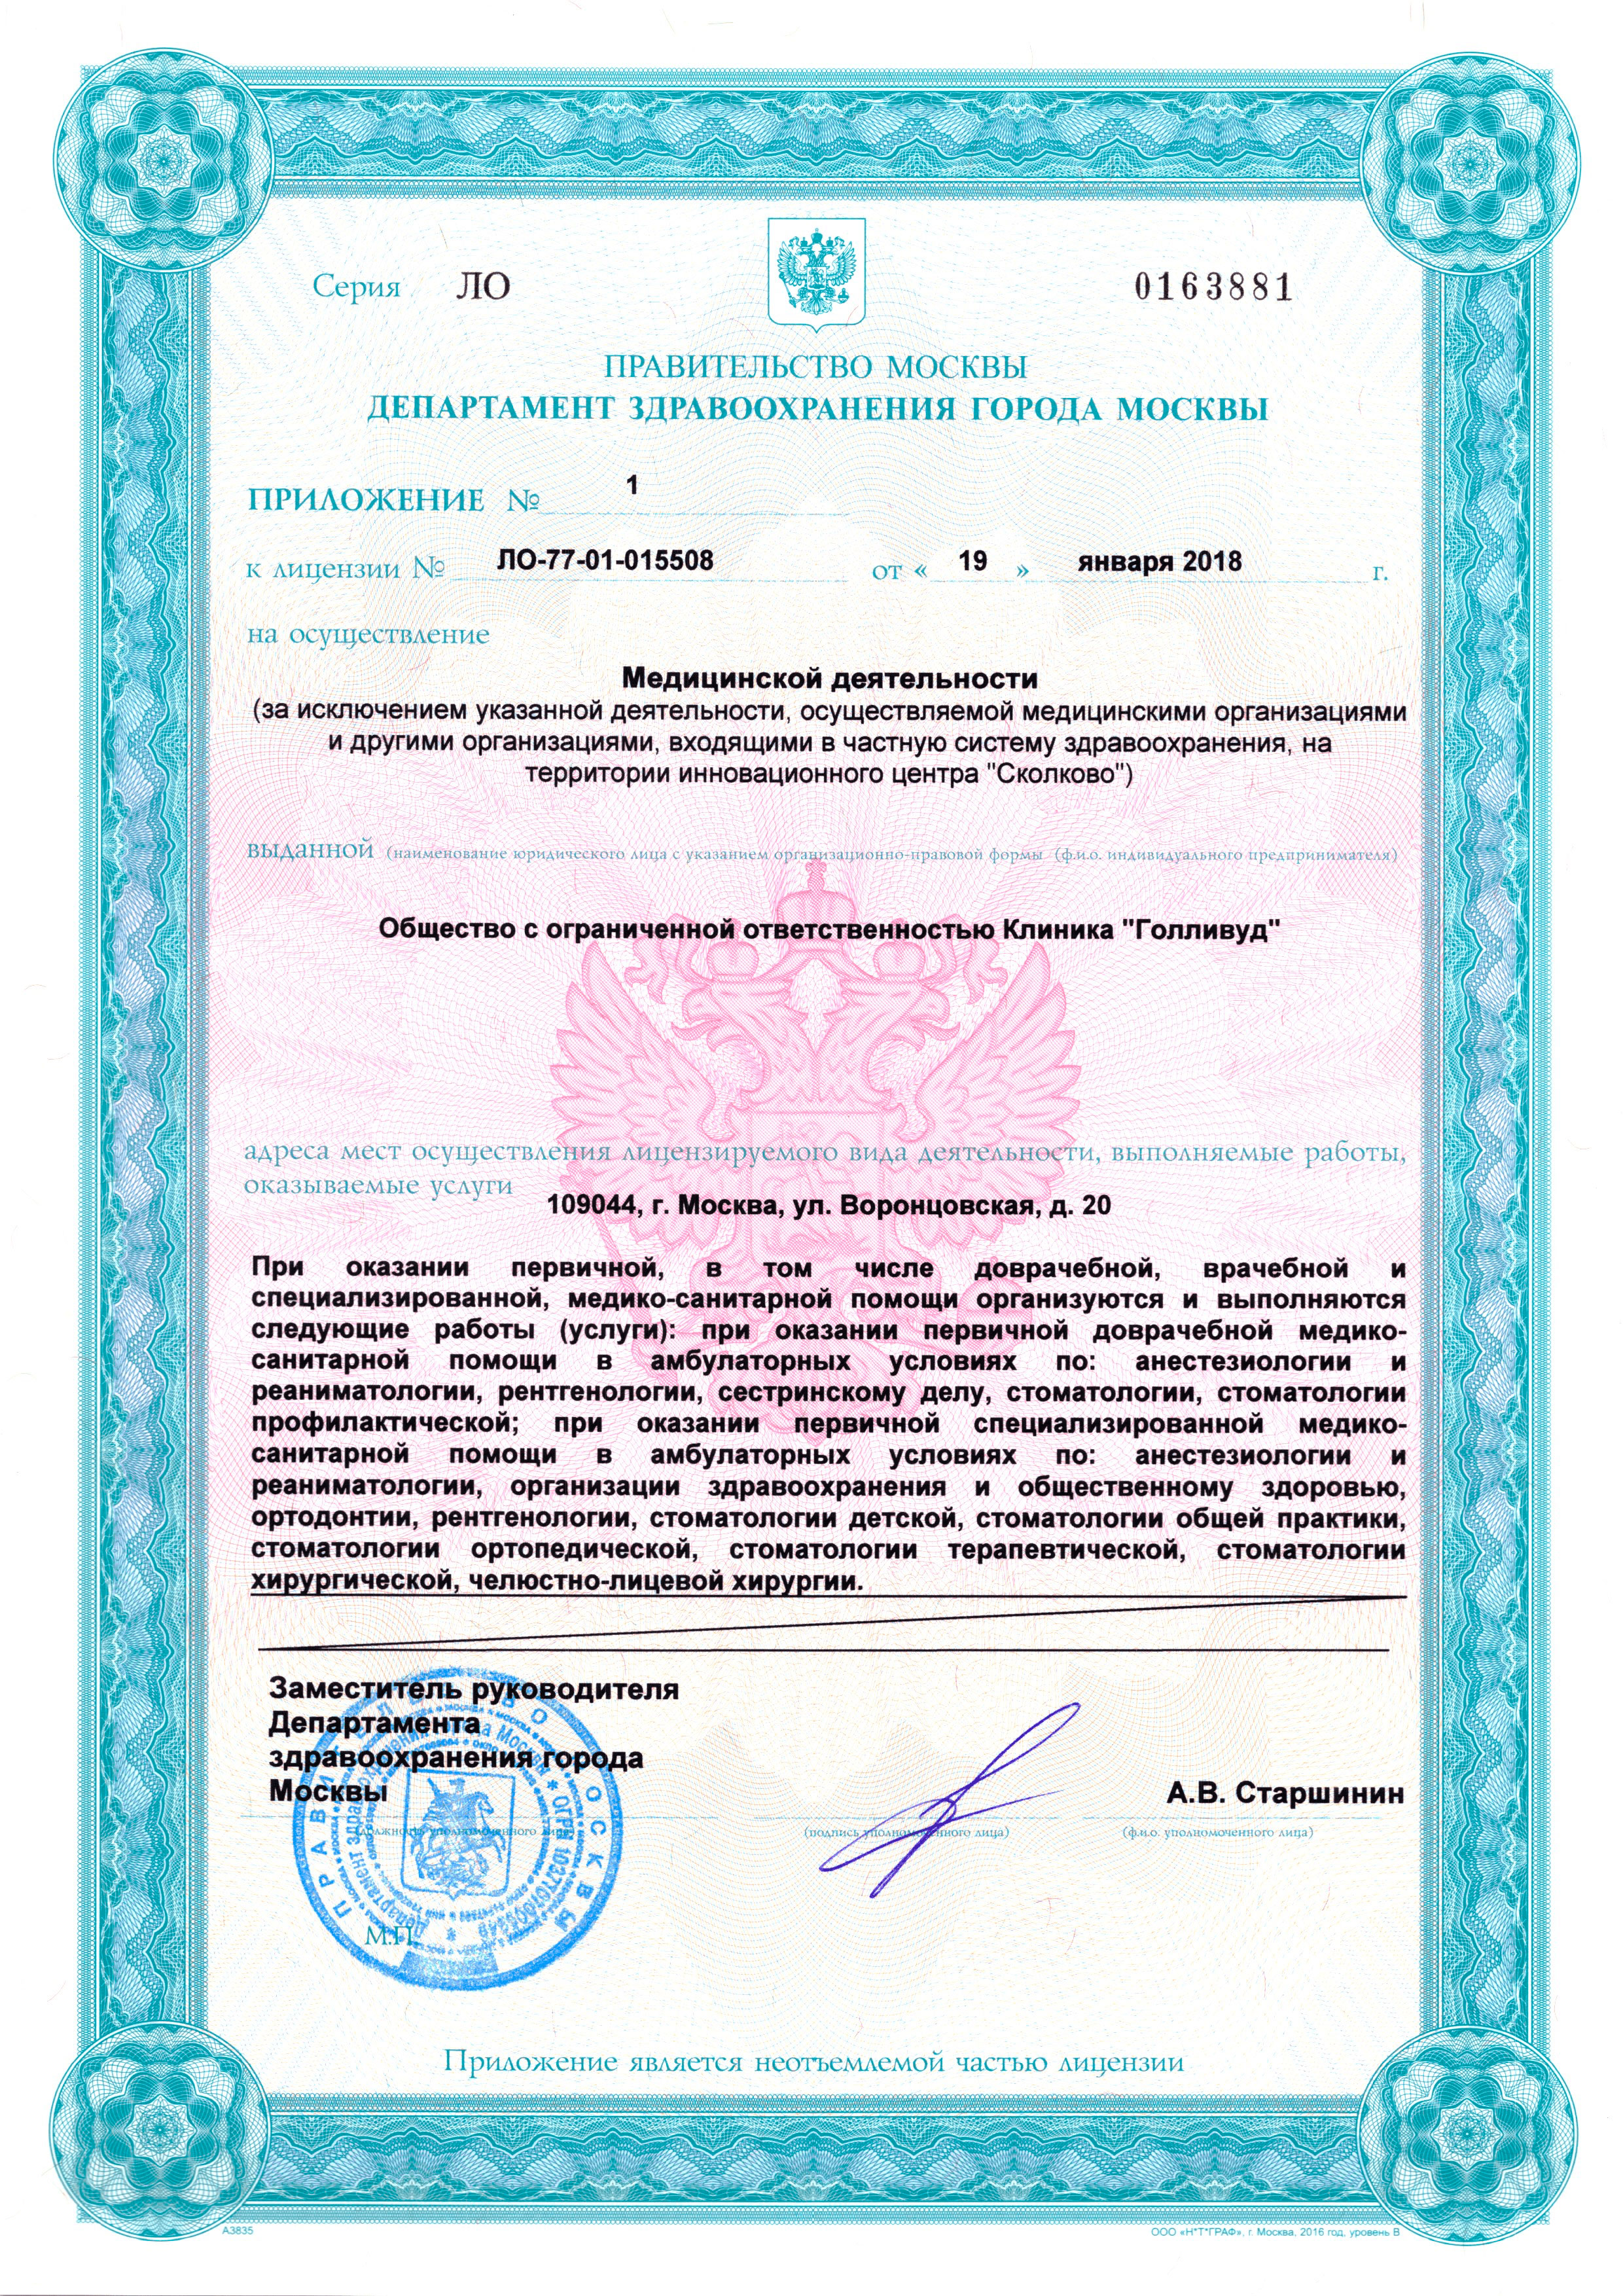 Серия ЛО 0163881
ПРАВИТЕЛЬСТВО МОСКВЫ
ДЕПАРТАМЕНТ ЗДРАВООХРАНЕНИЯ ГОРОДА МОСКВЫ
ПРИЛОЖЕНИЕ № 1
к лицензии № ЛО-77-01-015508 от « 19 » января 2018 г.
на осуществление
Медицинской деятельности
(за исключением указанной деятельности, осуществляемой медицинскими организациями
и другими организациями, входящими в частную систему здравоохранения, на
территории инновационного центра "Сколково")
выданной (наименование юридического лица с указанием организационно-правовой формы (ф.и.о. индивидуального предпринимателя)
Общество с ограниченной ответственностью Клиника "Голливуд"
адреса мест осуществления лицензируемого вида деятельности, выполняемые работы,
оказываемые услуги
109044, г. Москва, ул. Воронцовская, д. 20
При оказании первичной, в том числе доврачебной, врачебной и
специализированной, медико-санитарной помощи организуются и выполняются
следующие работы (услуги): при оказании первичной доврачебной медико-
санитарной помощи в амбулаторных условиях по: анестезиологии и
реаниматологии, рентгенологии, сестринскому делу, стоматологии, стоматологии
профилактической; при оказании первичной специализированной медико-
санитарной помощи в амбулаторных условиях по: анестезиологии и
реаниматологии, организации здравоохранения и общественному здоровью,
ортодонтии, рентгенологии, стоматологии детской, стоматологии общей практики,
стоматологии ортопедической, стоматологии терапевтической, стоматологии
хирургической, челюстно-лицевой хирургии.
Заместитель руководителя
Департамента
здравоохранения города
Москвы
А.В. Старшинин
(должность уполномоченного лица) (подпись уполномоченного лица) (ф.и.о. уполномоченного лица)
М.П.
Приложение является неотъемлемой частью лицензии
А3835 ООО «Н*Т*ГРАФ», г. Москва, 2016 год, уровень В